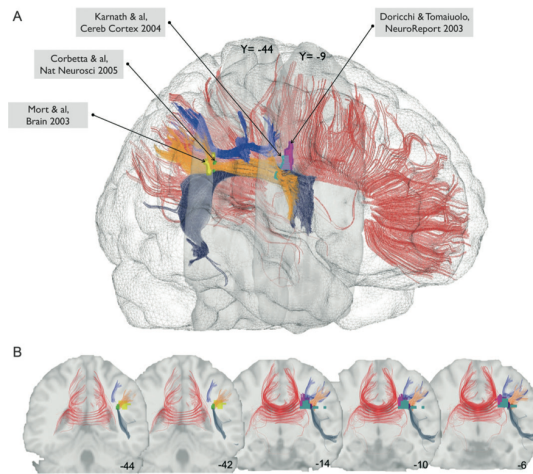 A
Karnath & al,
Cereb Cortex 2004
Doricchi & Tomaiuolo,
NeuroReport 2003
Y= -44
Y= -9
Corbetta & al,
Nat Neurosci 2005
Mort & al,
Brain 2003
B
-44
-42
-14
-10
-6